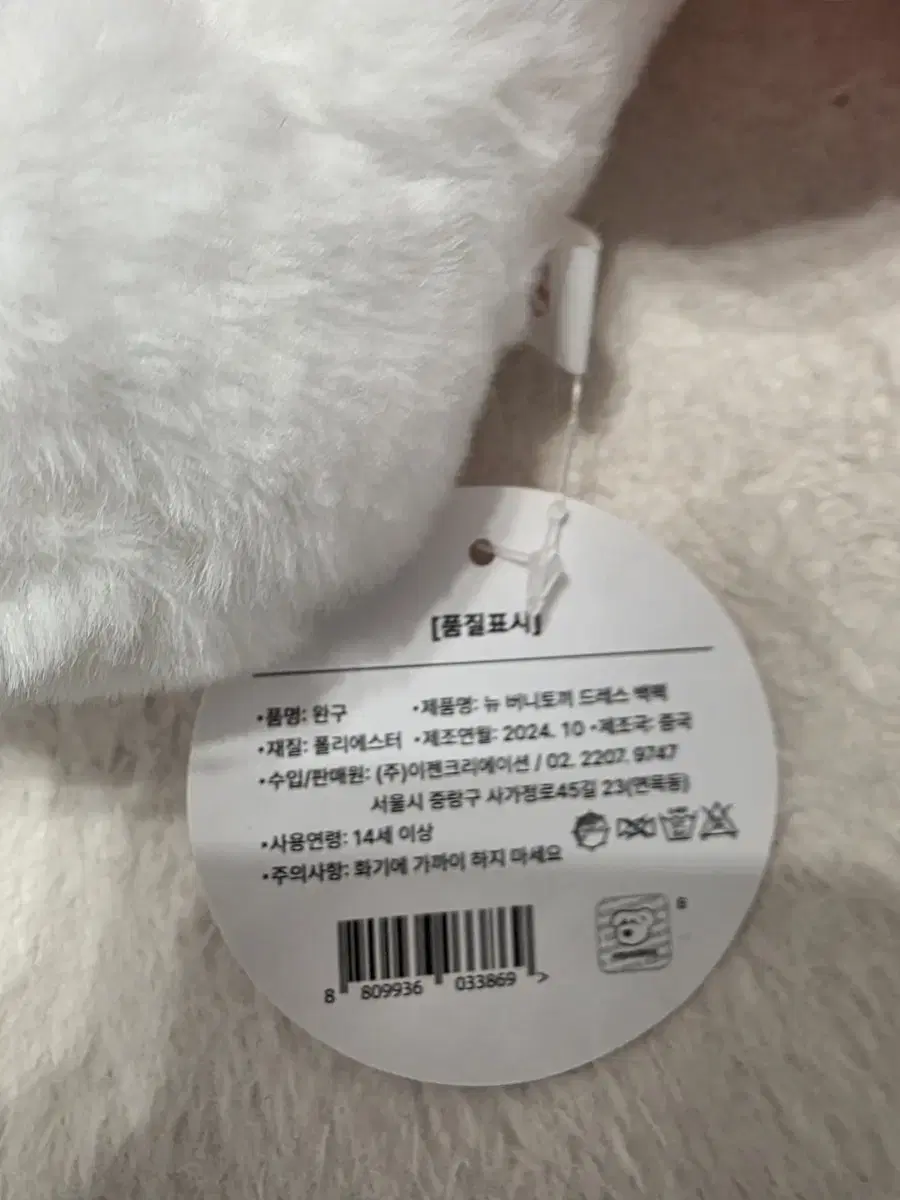 [품질표시]
•품명: 완구 •제품명: 뉴 버니토끼 드레스 백팩
•재질: 폴리에스터 •제조연월: 2024. 10 •제조국: 중국
•수입/판매원: (주)이젠크리에이션 / 02. 2207. 9747
서울시 중랑구 사가정로45길 23(면목동)
•사용연령: 14세 이상
•주의사항: 화기에 가까이 하지 마세요
8 809936 033869 >